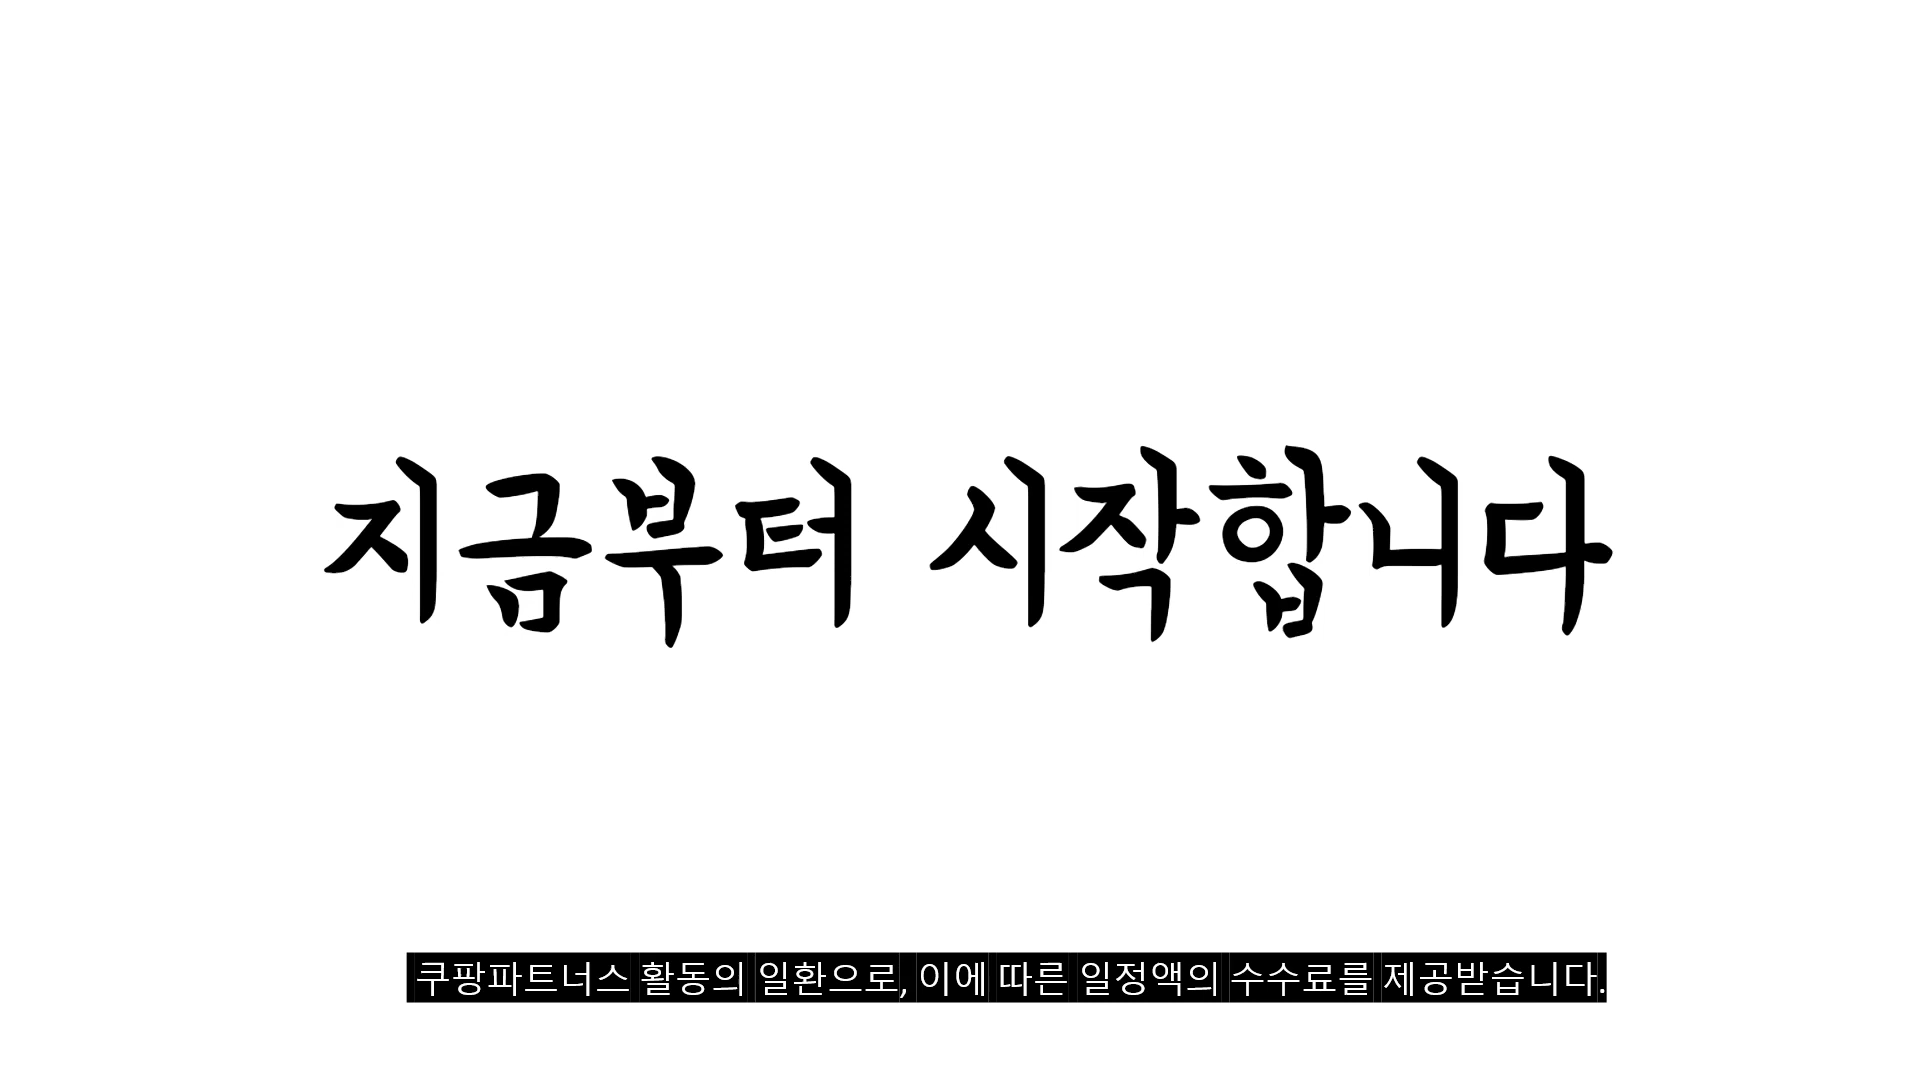 지금부터 시작합니다
쿠팡파트너스 활동의 일환으로, 이에 따른 일정액의 수수료를 제공받습니다.